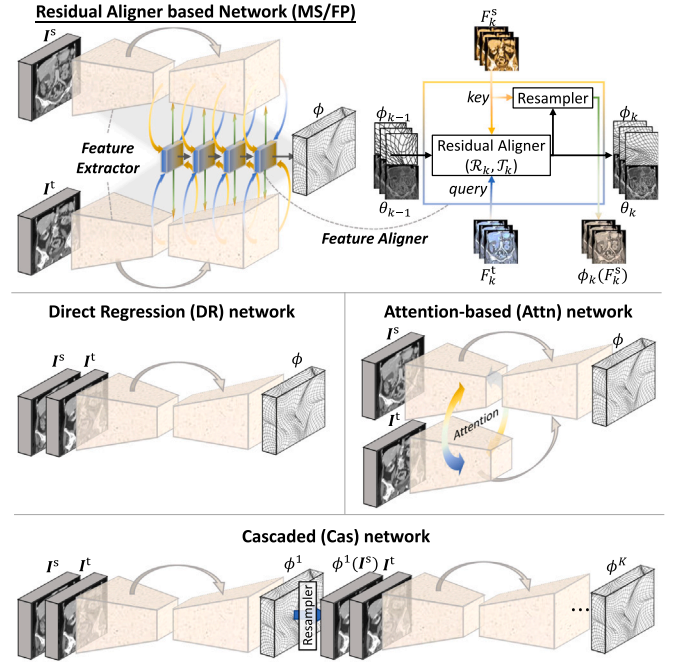 Residual Aligner based Network (MS/FP)
I^s
I^t
Feature
Extractor
ϕ
Feature Aligner
F_k^s
key
Resampler
ϕ_{k−1}
ϕ_k
Residual Aligner
(ℛ_k, 𝒯_k)
query
θ_{k−1}
θ_k
F_k^t
ϕ_k(F_k^s)
Direct Regression (DR) network
I^s
I^t
ϕ
Attention-based (Attn) network
I^s
ϕ
I^t
Attention
Cascaded (Cas) network
I^s
I^t
ϕ^1
Resampler
ϕ^1(I^s)
I^t
...
ϕ^K